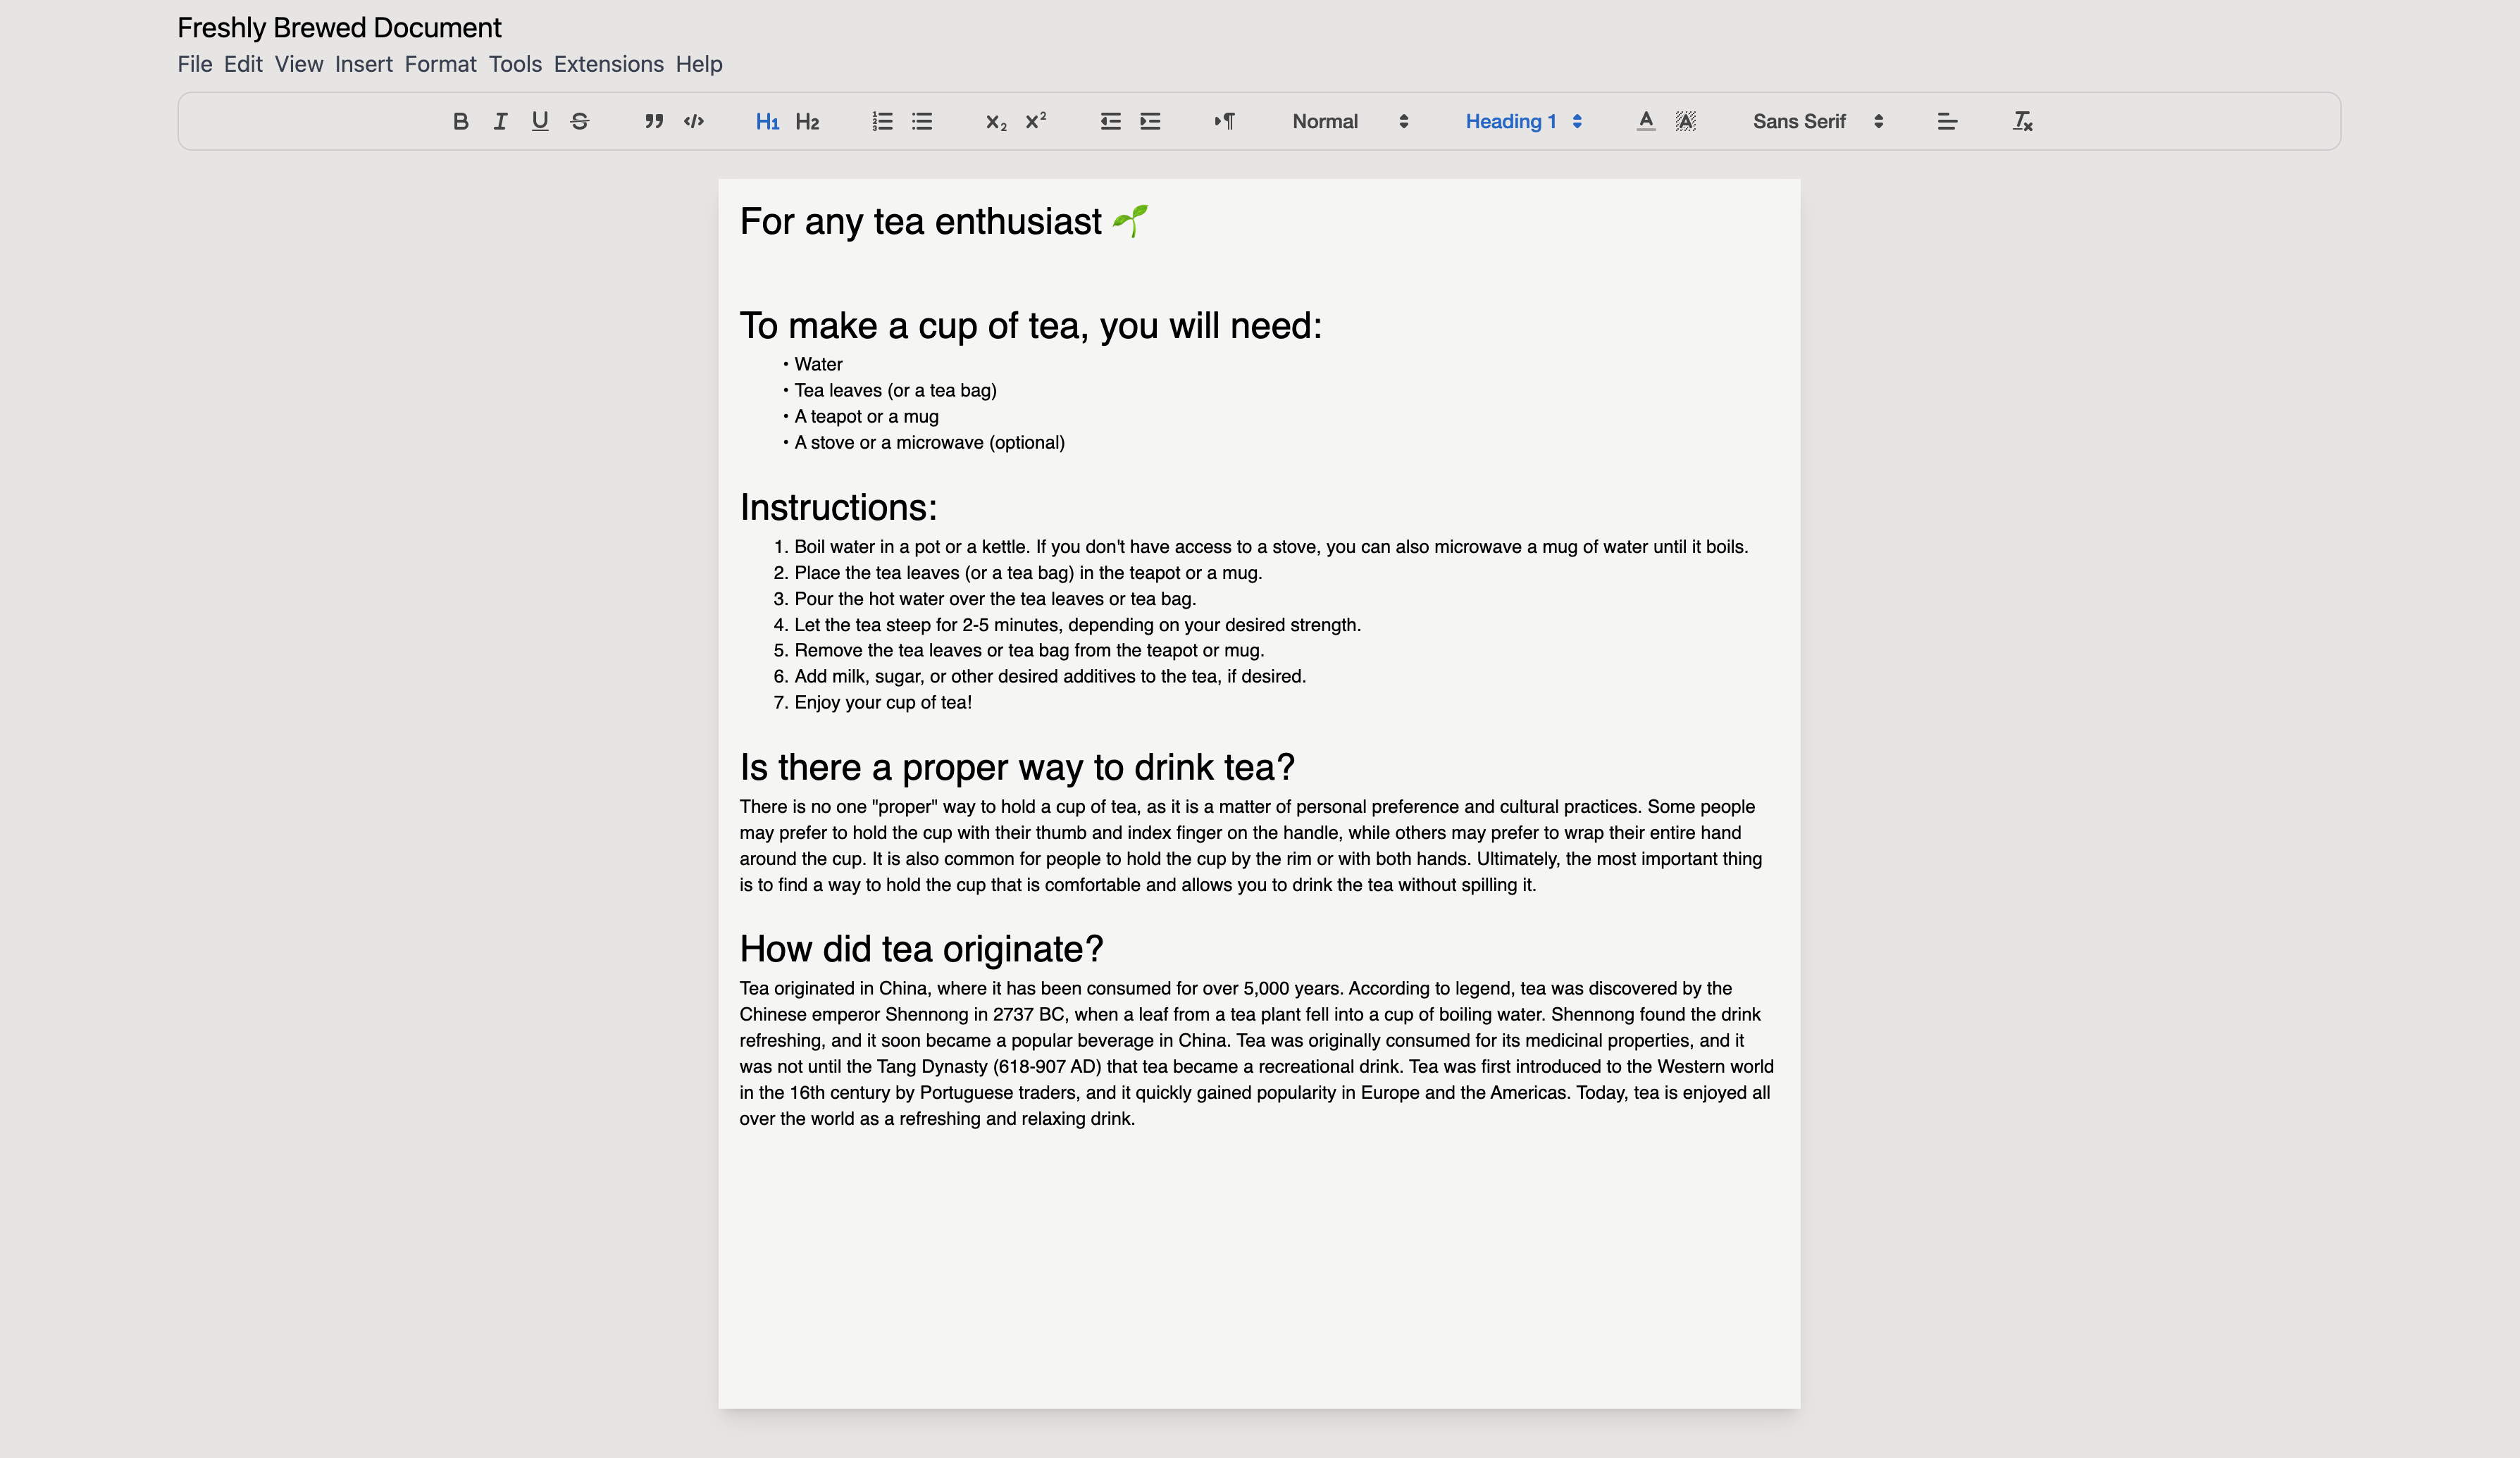 Freshly Brewed Document
File Edit View Insert Format Tools Extensions Help
B I U S ” </> H1 H2 X2 X2 ¶ Normal Heading 1 A A Sans Serif Tx
For any tea enthusiast 🌱
To make a cup of tea, you will need:
• Water
• Tea leaves (or a tea bag)
• A teapot or a mug
• A stove or a microwave (optional)
Instructions:
1. Boil water in a pot or a kettle. If you don't have access to a stove, you can also microwave a mug of water until it boils.
2. Place the tea leaves (or a tea bag) in the teapot or a mug.
3. Pour the hot water over the tea leaves or tea bag.
4. Let the tea steep for 2-5 minutes, depending on your desired strength.
5. Remove the tea leaves or tea bag from the teapot or mug.
6. Add milk, sugar, or other desired additives to the tea, if desired.
7. Enjoy your cup of tea!
Is there a proper way to drink tea?
There is no one "proper" way to hold a cup of tea, as it is a matter of personal preference and cultural practices. Some people
may prefer to hold the cup with their thumb and index finger on the handle, while others may prefer to wrap their entire hand
around the cup. It is also common for people to hold the cup by the rim or with both hands. Ultimately, the most important thing
is to find a way to hold the cup that is comfortable and allows you to drink the tea without spilling it.
How did tea originate?
Tea originated in China, where it has been consumed for over 5,000 years. According to legend, tea was discovered by the
Chinese emperor Shennong in 2737 BC, when a leaf from a tea plant fell into a cup of boiling water. Shennong found the drink
refreshing, and it soon became a popular beverage in China. Tea was originally consumed for its medicinal properties, and it
was not until the Tang Dynasty (618-907 AD) that tea became a recreational drink. Tea was first introduced to the Western world
in the 16th century by Portuguese traders, and it quickly gained popularity in Europe and the Americas. Today, tea is enjoyed all
over the world as a refreshing and relaxing drink.